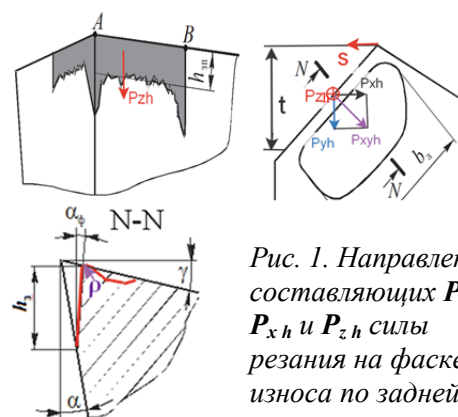 A
B
hзп
Pzh
S
N
Pzh
Pxh
t
Pyh
Pxyh
bз
N
αф
N-N
ρ
γ
hз
α
Рис. 1. Направлен
составляющих P
Px h и Pz h силы
резания на фаске
износа по задней